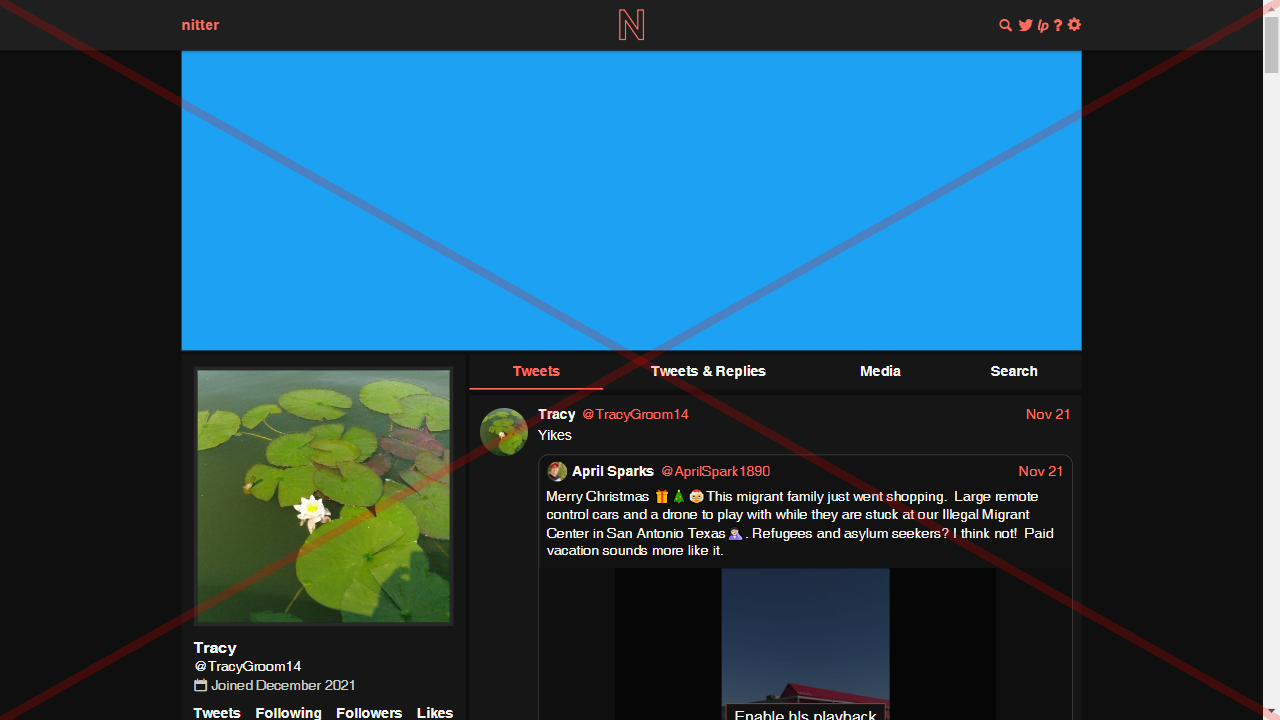 nitter
N
lp ?
Tweets
Tweets & Replies
Media
Search
Tracy @TracyGroom14 Nov 21
Yikes
April Sparks @AprilSpark1890 Nov 21
Merry Christmas 🎁🎄🤶This migrant family just went shopping. Large remote
control cars and a drone to play with while they are stuck at our Illegal Migrant
Center in San Antonio Texas🤦🏻‍♀️. Refugees and asylum seekers? I think not! Paid
vacation sounds more like it.
Enable hls playback
Tracy
@TracyGroom14
Joined December 2021
Tweets Following Followers Likes